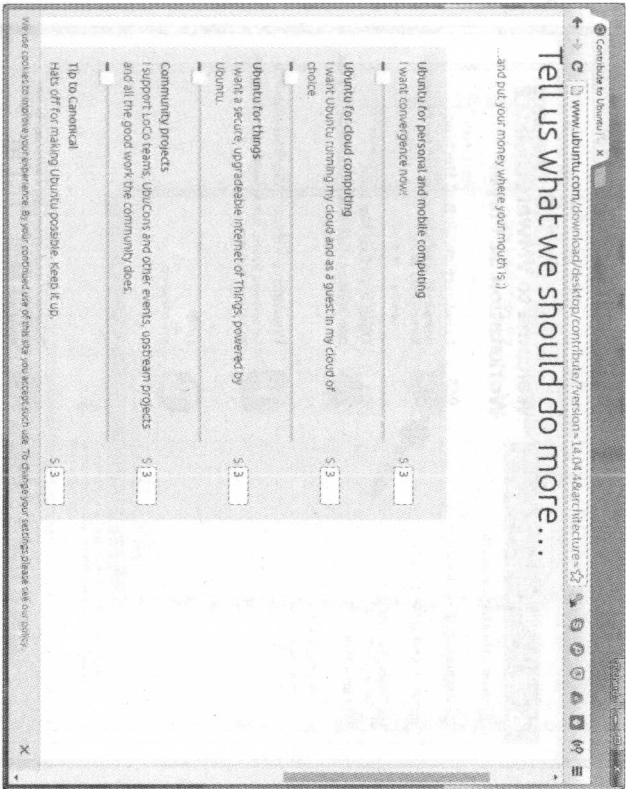 Contribute to Ubuntu |
www.ubuntu.com/download/desktop/contribute/?version=14.04.4&architecture=
Tell us what we should do more...
...and put your money where your mouth is ;)
Ubuntu for personal and mobile computing
I want convergence now!
$ 3
Ubuntu for cloud computing
I want Ubuntu running my cloud and as a guest in my cloud of
choice
$ 3
Ubuntu for things
I want a secure, upgradeable Internet of Things, powered by
Ubuntu.
$ 3
Community projects
I support LoCo teams, UbuCons and other events, upstream projects
and all the good work the community does.
$ 3
Tip to Canonical
Hats off for making Ubuntu possible. Keep it up.
$ 3
We use cookies to improve your experience. By your continued use of this site you accept such use. To change your settings please see our policy.